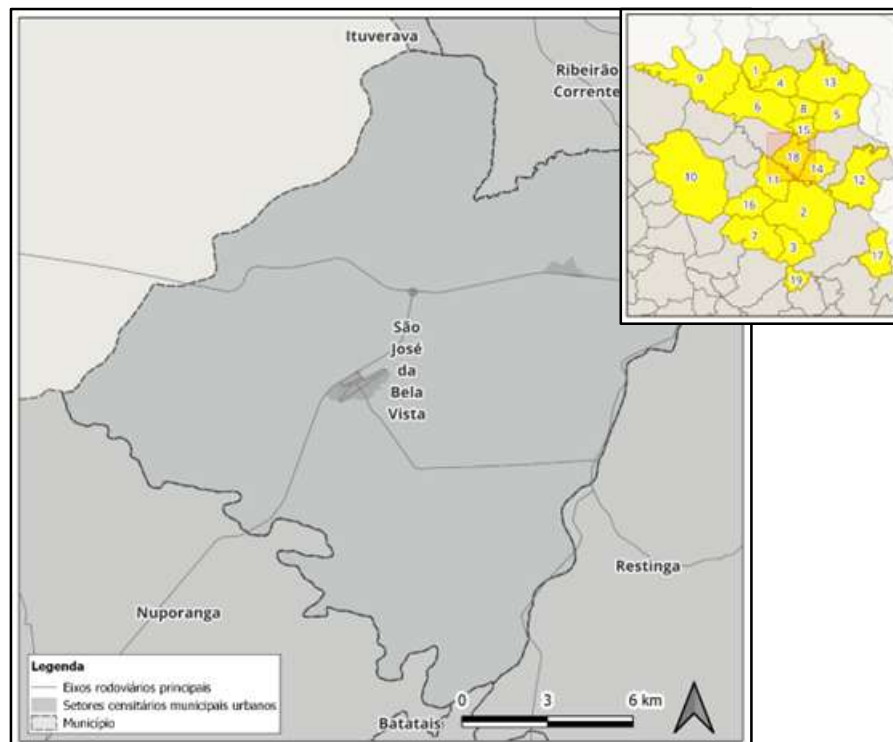 Ituverava
Ribeirão
Corrente
São
José
da
Bela
Vista
Restinga
Nuporanga
Batatais
Legenda
Eixos rodoviários principais
Setores censitários municipais urbanos
Município
0 3 6 km
9
1
4
13
6
8
5
15
18
14
10
11
12
16
2
7
3
17
19